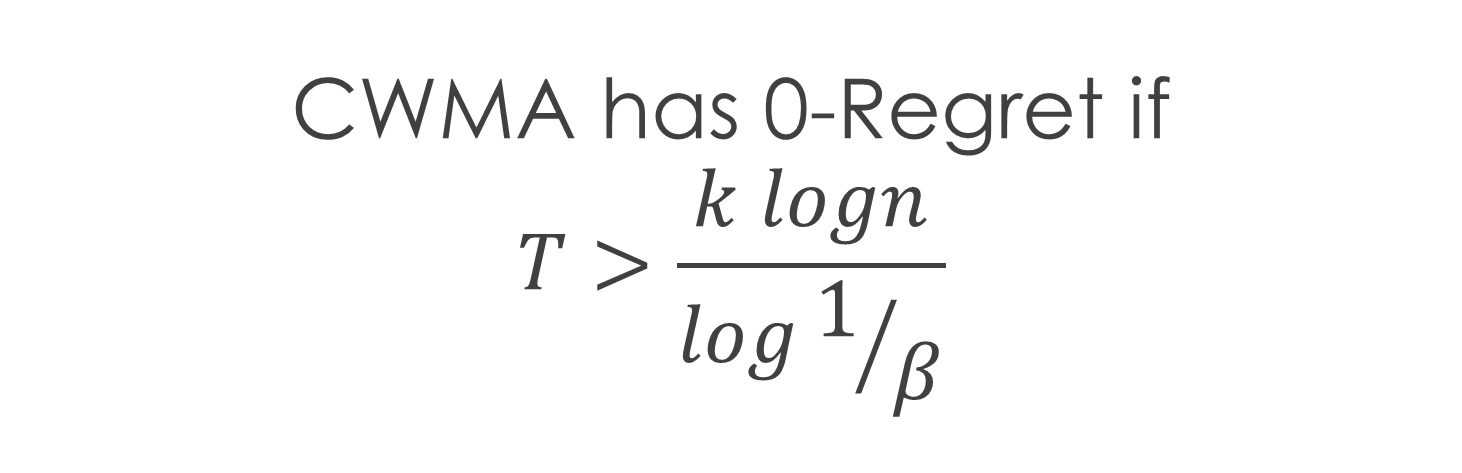 CWMA has 0-Regret if
T > k logn / log 1/β